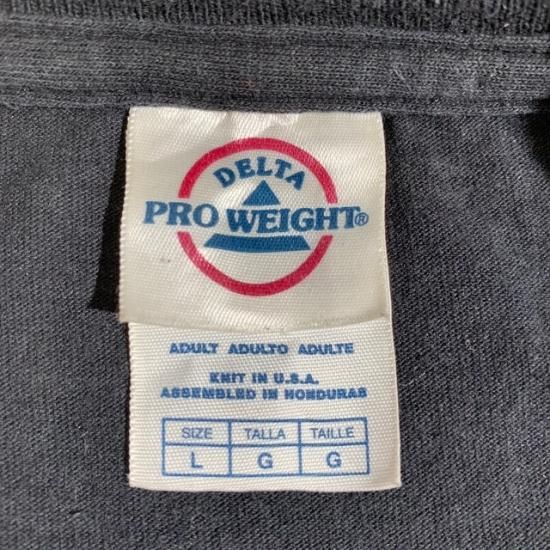 DELTA
PRO WEIGHT®
ADULT ADULTO ADULTE
KNIT IN U.S.A.
ASSEMBLED IN HONDURAS
SIZE TALLA TAILLE
L G G